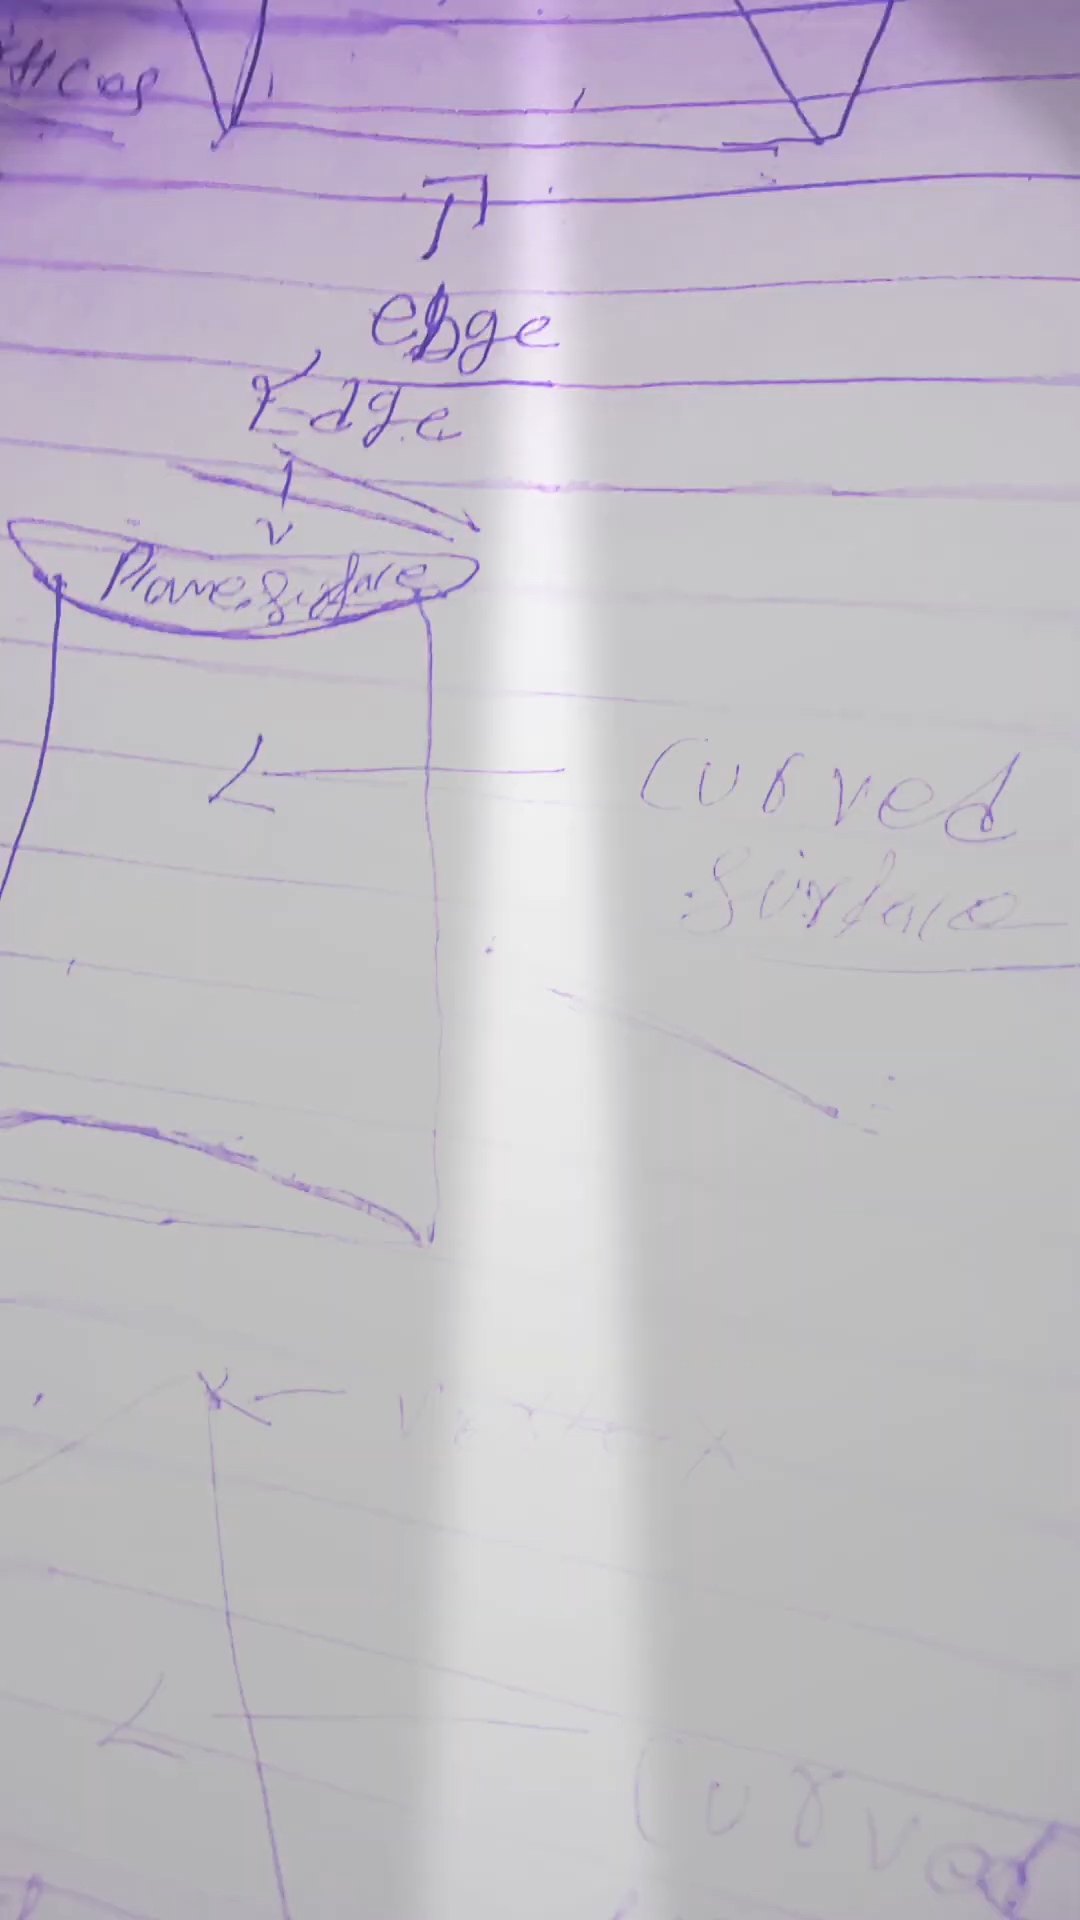 edge
Edge
Plane Surface
Curved
Surface
Vertex
Curved